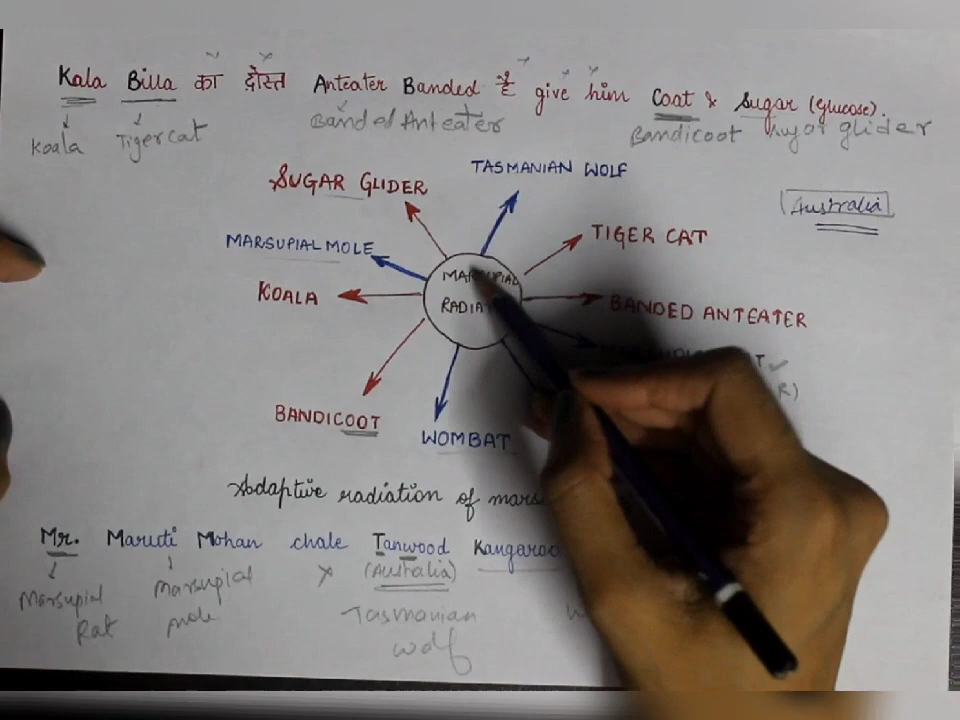 Kala Billa का दोस्त Anteater Banded है give him Coat & Sugar (Glucose).
Koala Tigercat Banded Anteaters Bandicoot glider
SUGAR GLIDER
TASMANIAN WOLF
Australia
MARSUPIAL MOLE
TIGER CAT
MARSUPIAL
KOALA
BANDED ANTEATER
BANDICOOT
WOMBAT
Adaptive radiation of
Mr. Maruti Mohan chale Tanwood Kangaroo
Marsupial Rat
Marsupial mole
(Australia)
Tasmanian wolf